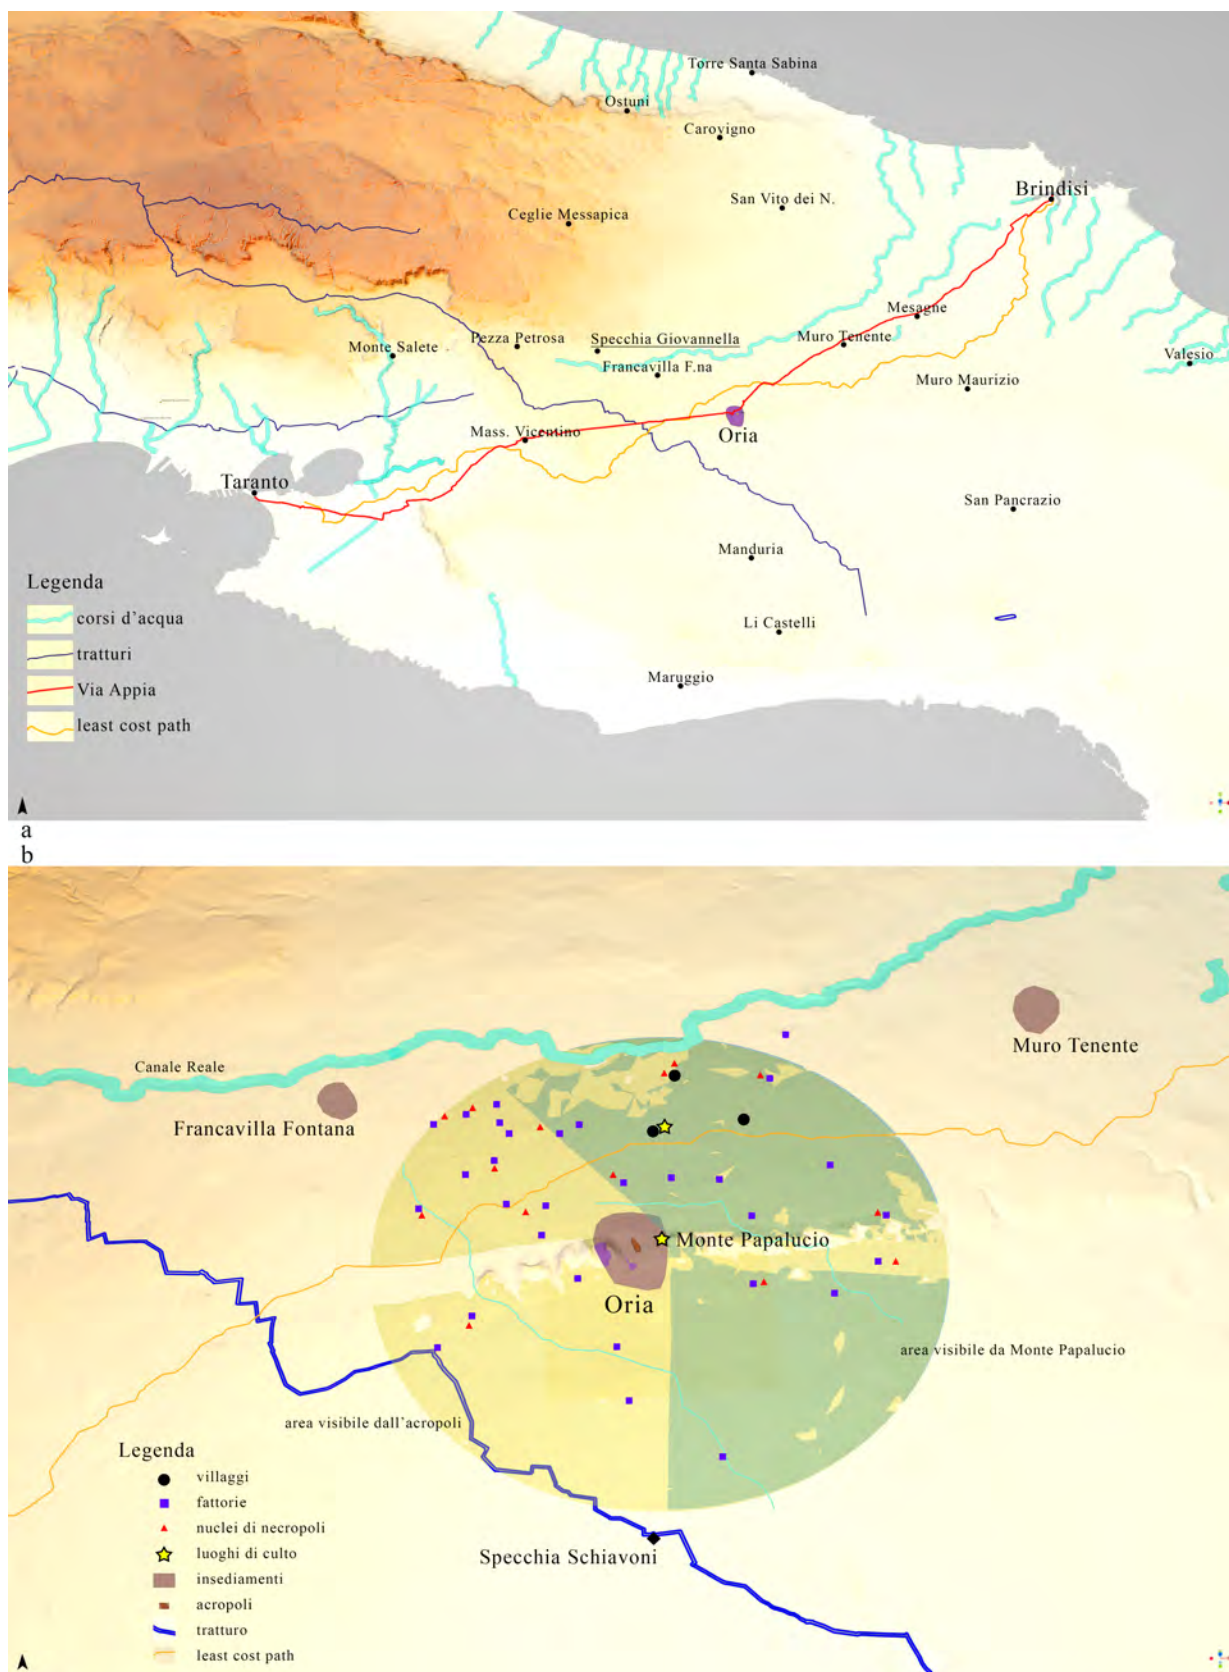 Torre Santa Sabina
Ostuni
Carovigno
Brindisi
San Vito dei N.
Ceglie Messapica
Mesagne
Pezza Petrosa
Specchia Giovannella
Muro Tenente
Monte Salete
Valesio
Francavilla F.na
Muro Maurizio
Mass. Vicentino
Oria
Taranto
San Pancrazio
Manduria
Li Castelli
Maruggio
Legenda
corsi d'acqua
tratturi
Via Appia
least cost path
a
b
Canale Reale
Muro Tenente
Francavilla Fontana
Monte Papalucio
Oria
area visibile da Monte Papalucio
area visibile dall'acropoli
Specchia Schiavoni
Legenda
villaggi
fattorie
nuclei di necropoli
luoghi di culto
insediamenti
acropoli
tratturo
least cost path